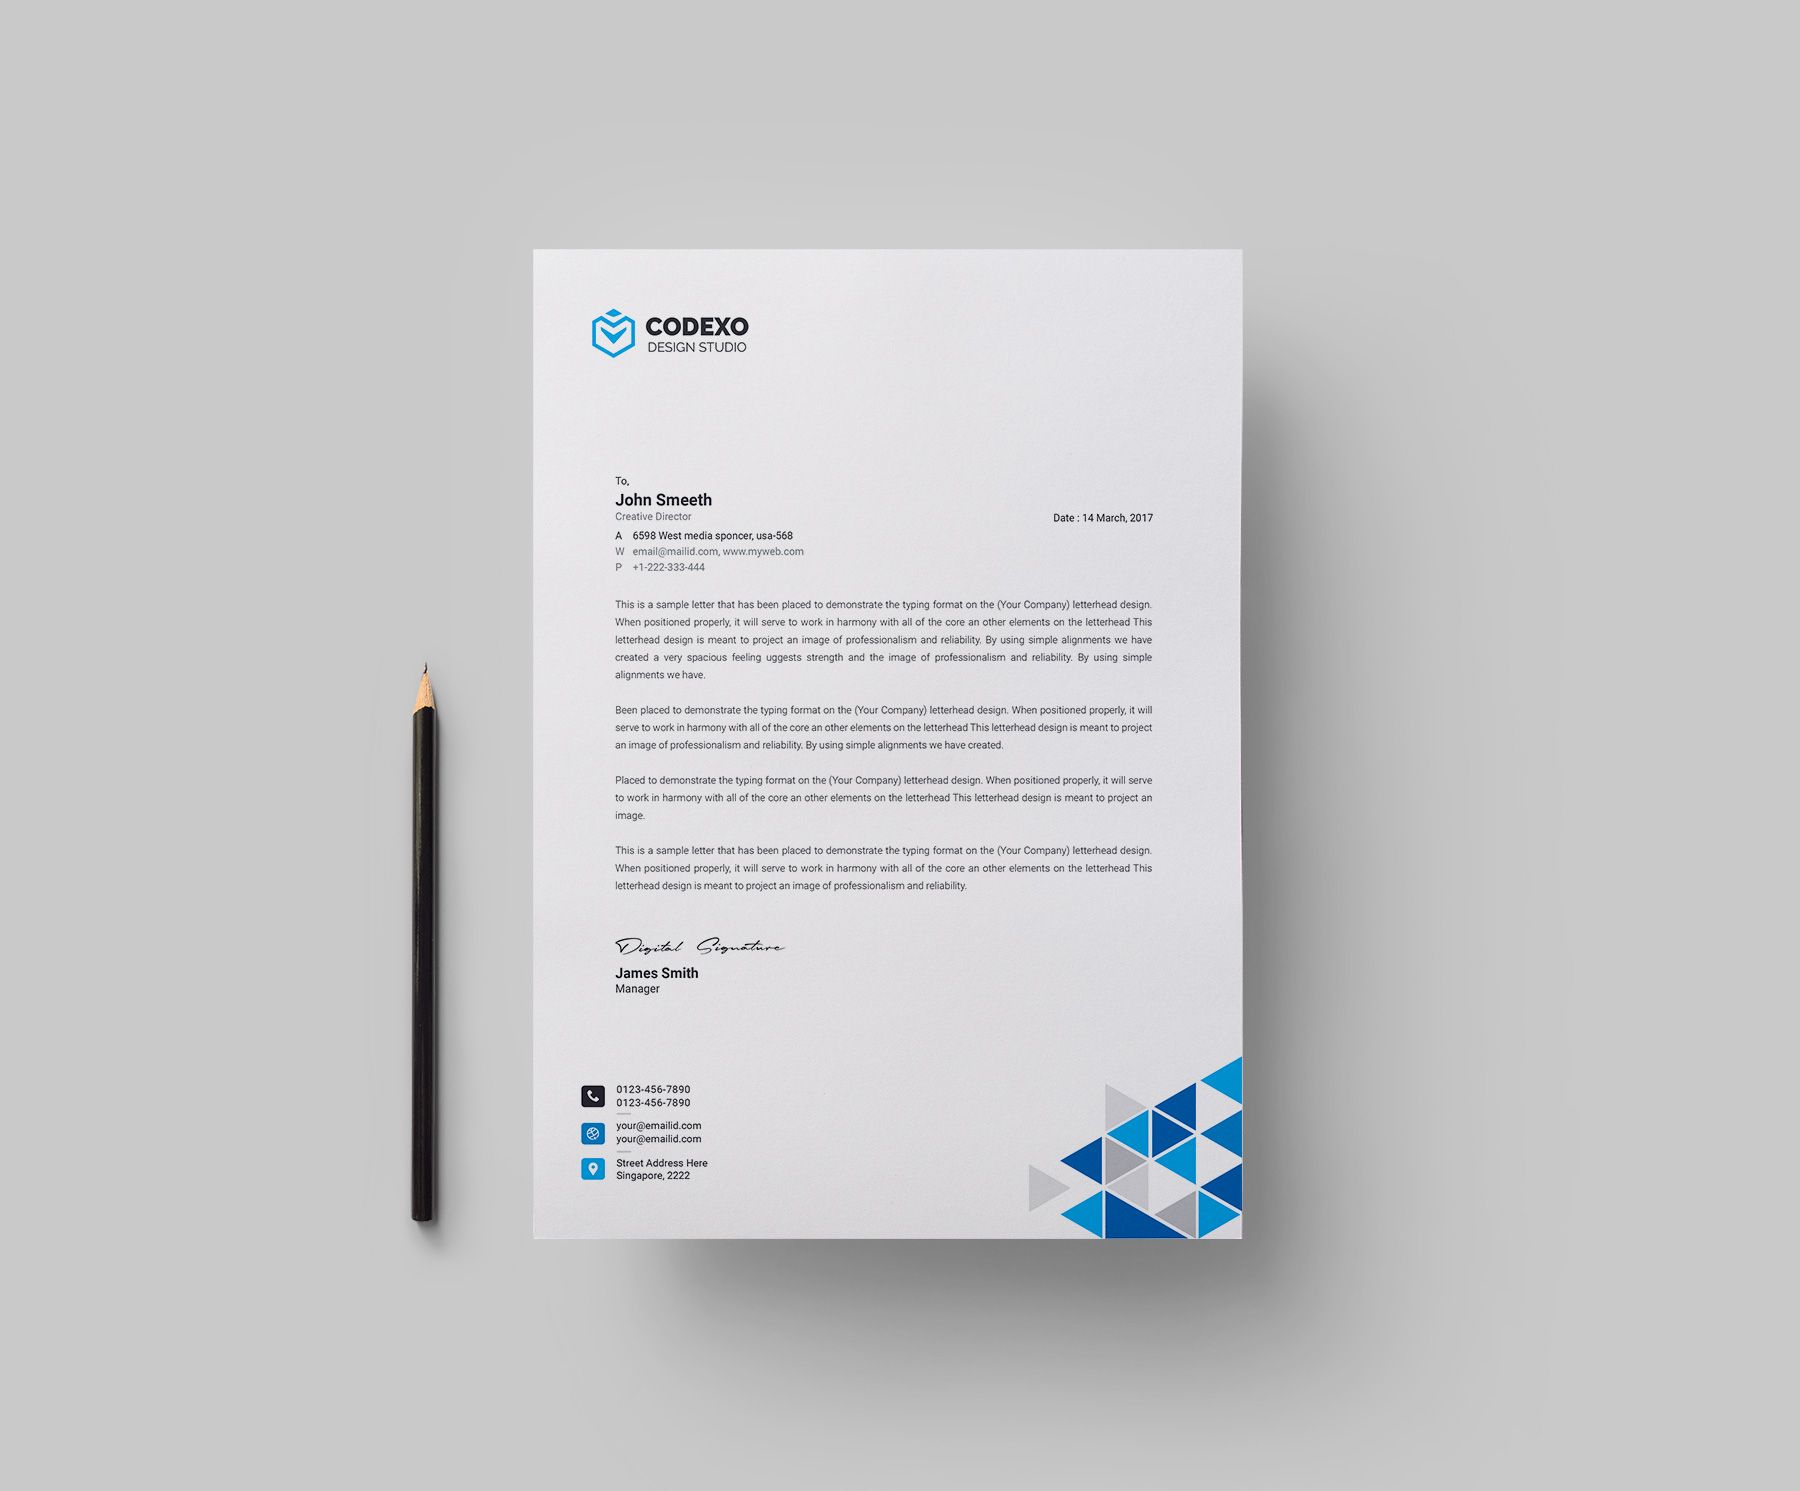 CODEXO
DESIGN STUDIO
To,
John Smeeth
Creative Director
Date : 14 March, 2017
A 6598 West media sponcer, usa-568
W email@mailid.com, www.myweb.com
P +1-222-333-444
This is a sample letter that has been placed to demonstrate the typing format on the (Your Company) letterhead design.
When positioned properly, it will serve to work in harmony with all of the core an other elements on the letterhead This
letterhead design is meant to project an image of professionalism and reliability. By using simple alignments we have
created a very spacious feeling uggests strength and the image of professionalism and reliability. By using simple
alignments we have.
Been placed to demonstrate the typing format on the (Your Company) letterhead design. When positioned properly, it will
serve to work in harmony with all of the core an other elements on the letterhead This letterhead design is meant to project
an image of professionalism and reliability. By using simple alignments we have created.
Placed to demonstrate the typing format on the (Your Company) letterhead design. When positioned properly, it will serve
to work in harmony with all of the core an other elements on the letterhead This letterhead design is meant to project an
image.
This is a sample letter that has been placed to demonstrate the typing format on the (Your Company) letterhead design.
When positioned properly, it will serve to work in harmony with all of the core an other elements on the letterhead This
letterhead design is meant to project an image of professionalism and reliability.
Digital Signature
James Smith
Manager
0123-456-7890
0123-456-7890
your@emailid.com
your@emailid.com
Street Address Here
Singapore, 2222